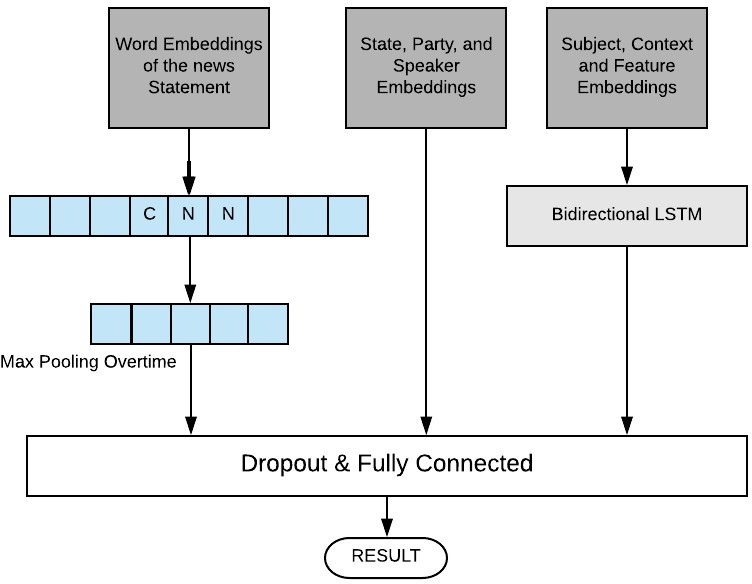 Word Embeddings
of the news
Statement
State, Party, and
Speaker
Embeddings
Subject, Context
and Feature
Embeddings
C N N
Bidirectional LSTM
Max Pooling Overtime
Dropout & Fully Connected
RESULT